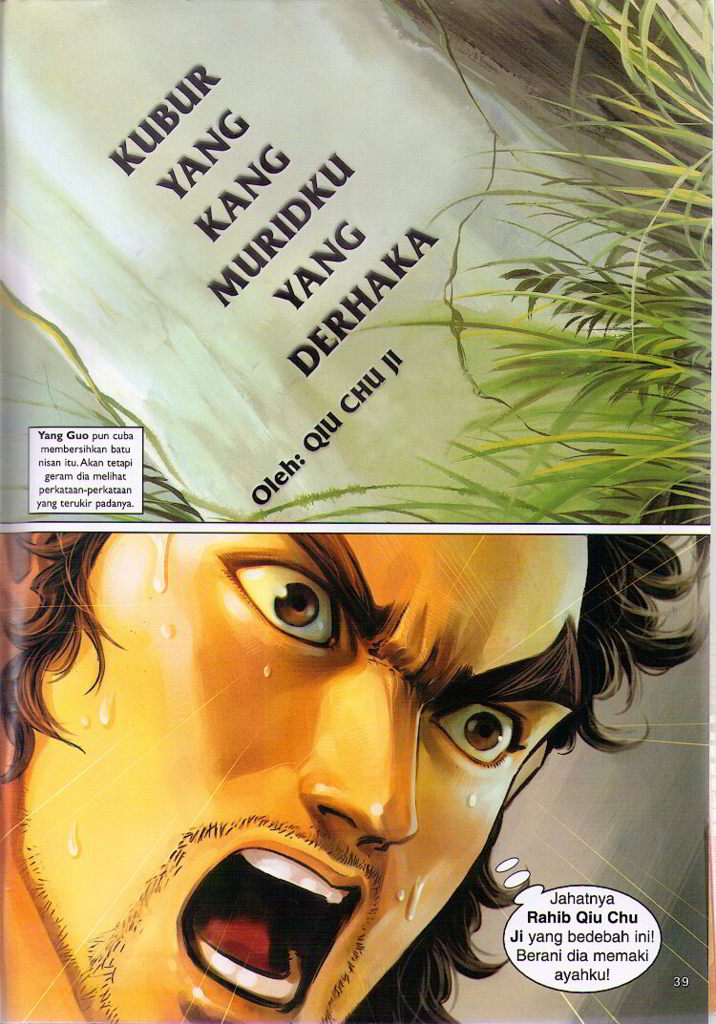 KUBUR
YANG
KANG
MURIDKU
YANG
DERHAKA
Oleh: QIU CHU JI
Yang Guo pun cuba
membersihkan batu
nisan itu. Akan tetapi
geram dia melihat
perkataan-perkataan
yang terukir padanya.
Jahatnya
Rahib Qiu Chu
Ji yang bedebah ini!
Berani dia memaki
ayahku!
39